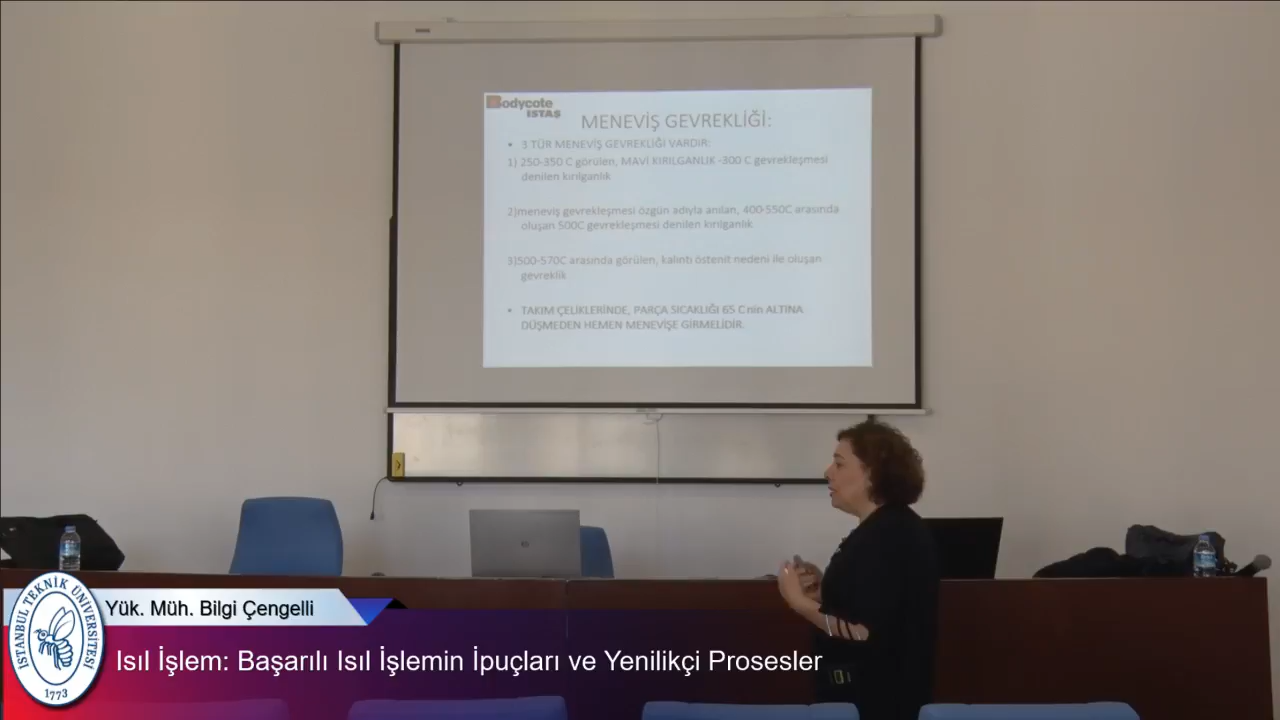 Bodycote
ISTAŞ
MENEVİŞ GEVREKLİĞİ:
• 3 TÜR MENEVİŞ GEVREKLİĞİ VARDIR:
1) 250-350 C görülen, MAVİ KIRILGANLIK -300 C gevrekleşmesi
denilen kırılganlık
2)meneviş gevrekleşmesi özgün adıyla anılan, 400-550C arasında
oluşan 500C gevrekleşmesi denilen kırılganlık
3)500-570C arasında görülen, kalıntı östenit nedeni ile oluşan
gevreklik
• TAKIM ÇELİKLERİNDE, PARÇA SICAKLIĞI 65 C nin ALTINA
DÜŞMEDEN HEMEN MENEVİŞE GİRMELİDİR.
İSTANBUL TEKNİK ÜNİVERSİTESİ
1773
Yük. Müh. Bilgi Çengelli
Isıl İşlem: Başarılı Isıl İşlemin İpuçları ve Yenilikçi Prosesler